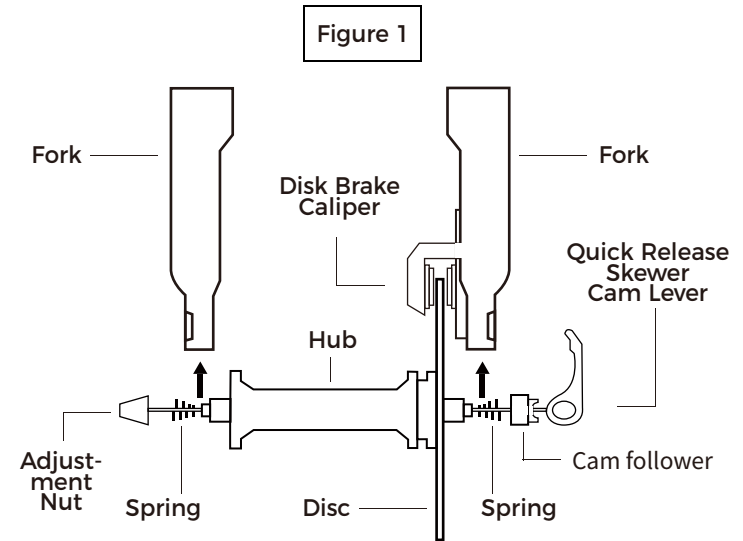 Figure 1
Fork
Fork
Disk Brake
Caliper
Quick Release
Skewer
Cam Lever
Hub
Adjust-
ment
Nut
Spring
Disc
Spring
Cam follower